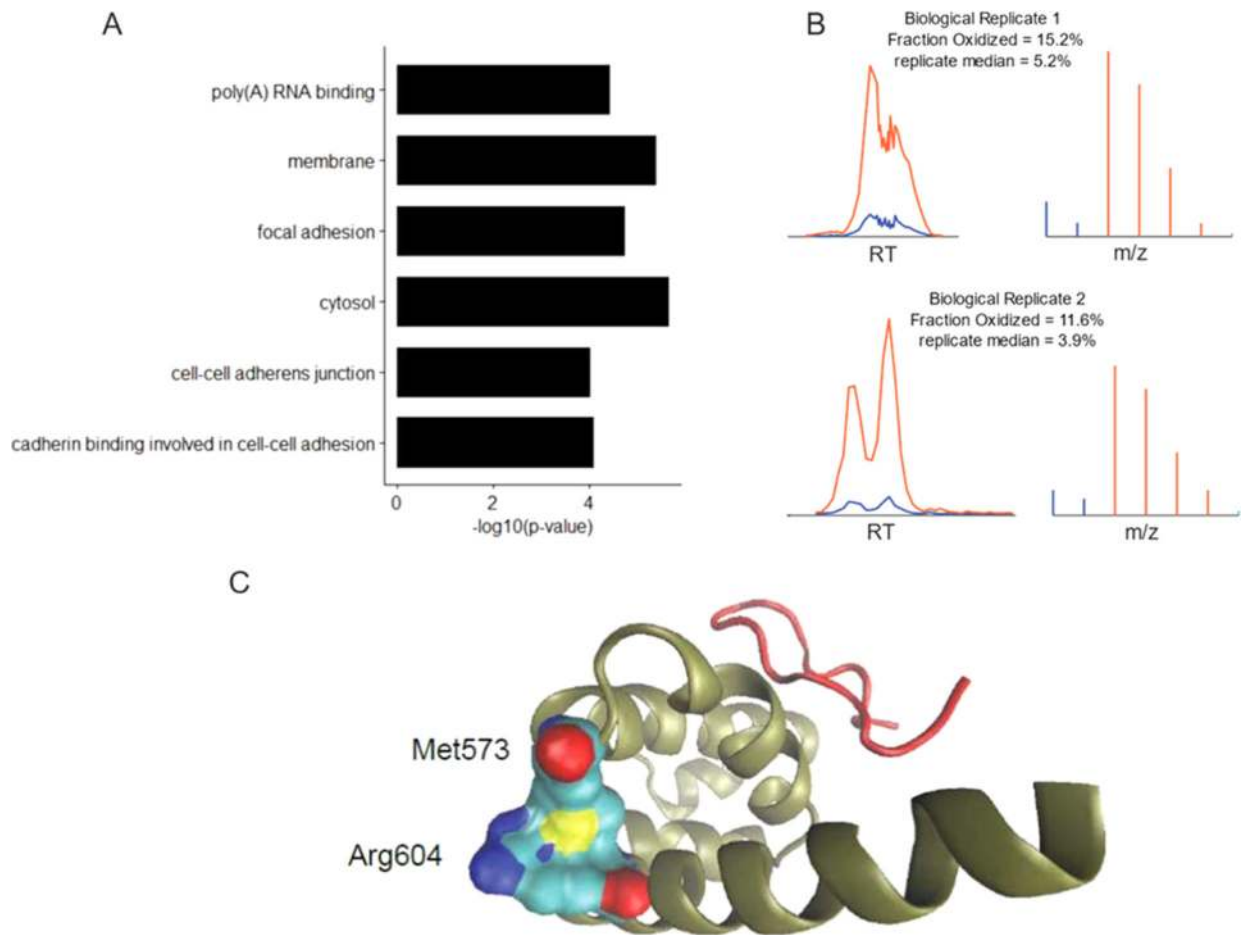 A
poly(A) RNA binding
membrane
focal adhesion
cytosol
cell-cell adherens junction
cadherin binding involved in cell-cell adhesion
0 2 4
-log10(p-value)
B
Biological Replicate 1
Fraction Oxidized = 15.2%
replicate median = 5.2%
RT
m/z
Biological Replicate 2
Fraction Oxidized = 11.6%
replicate median = 3.9%
RT
m/z
C
Met573
Arg604